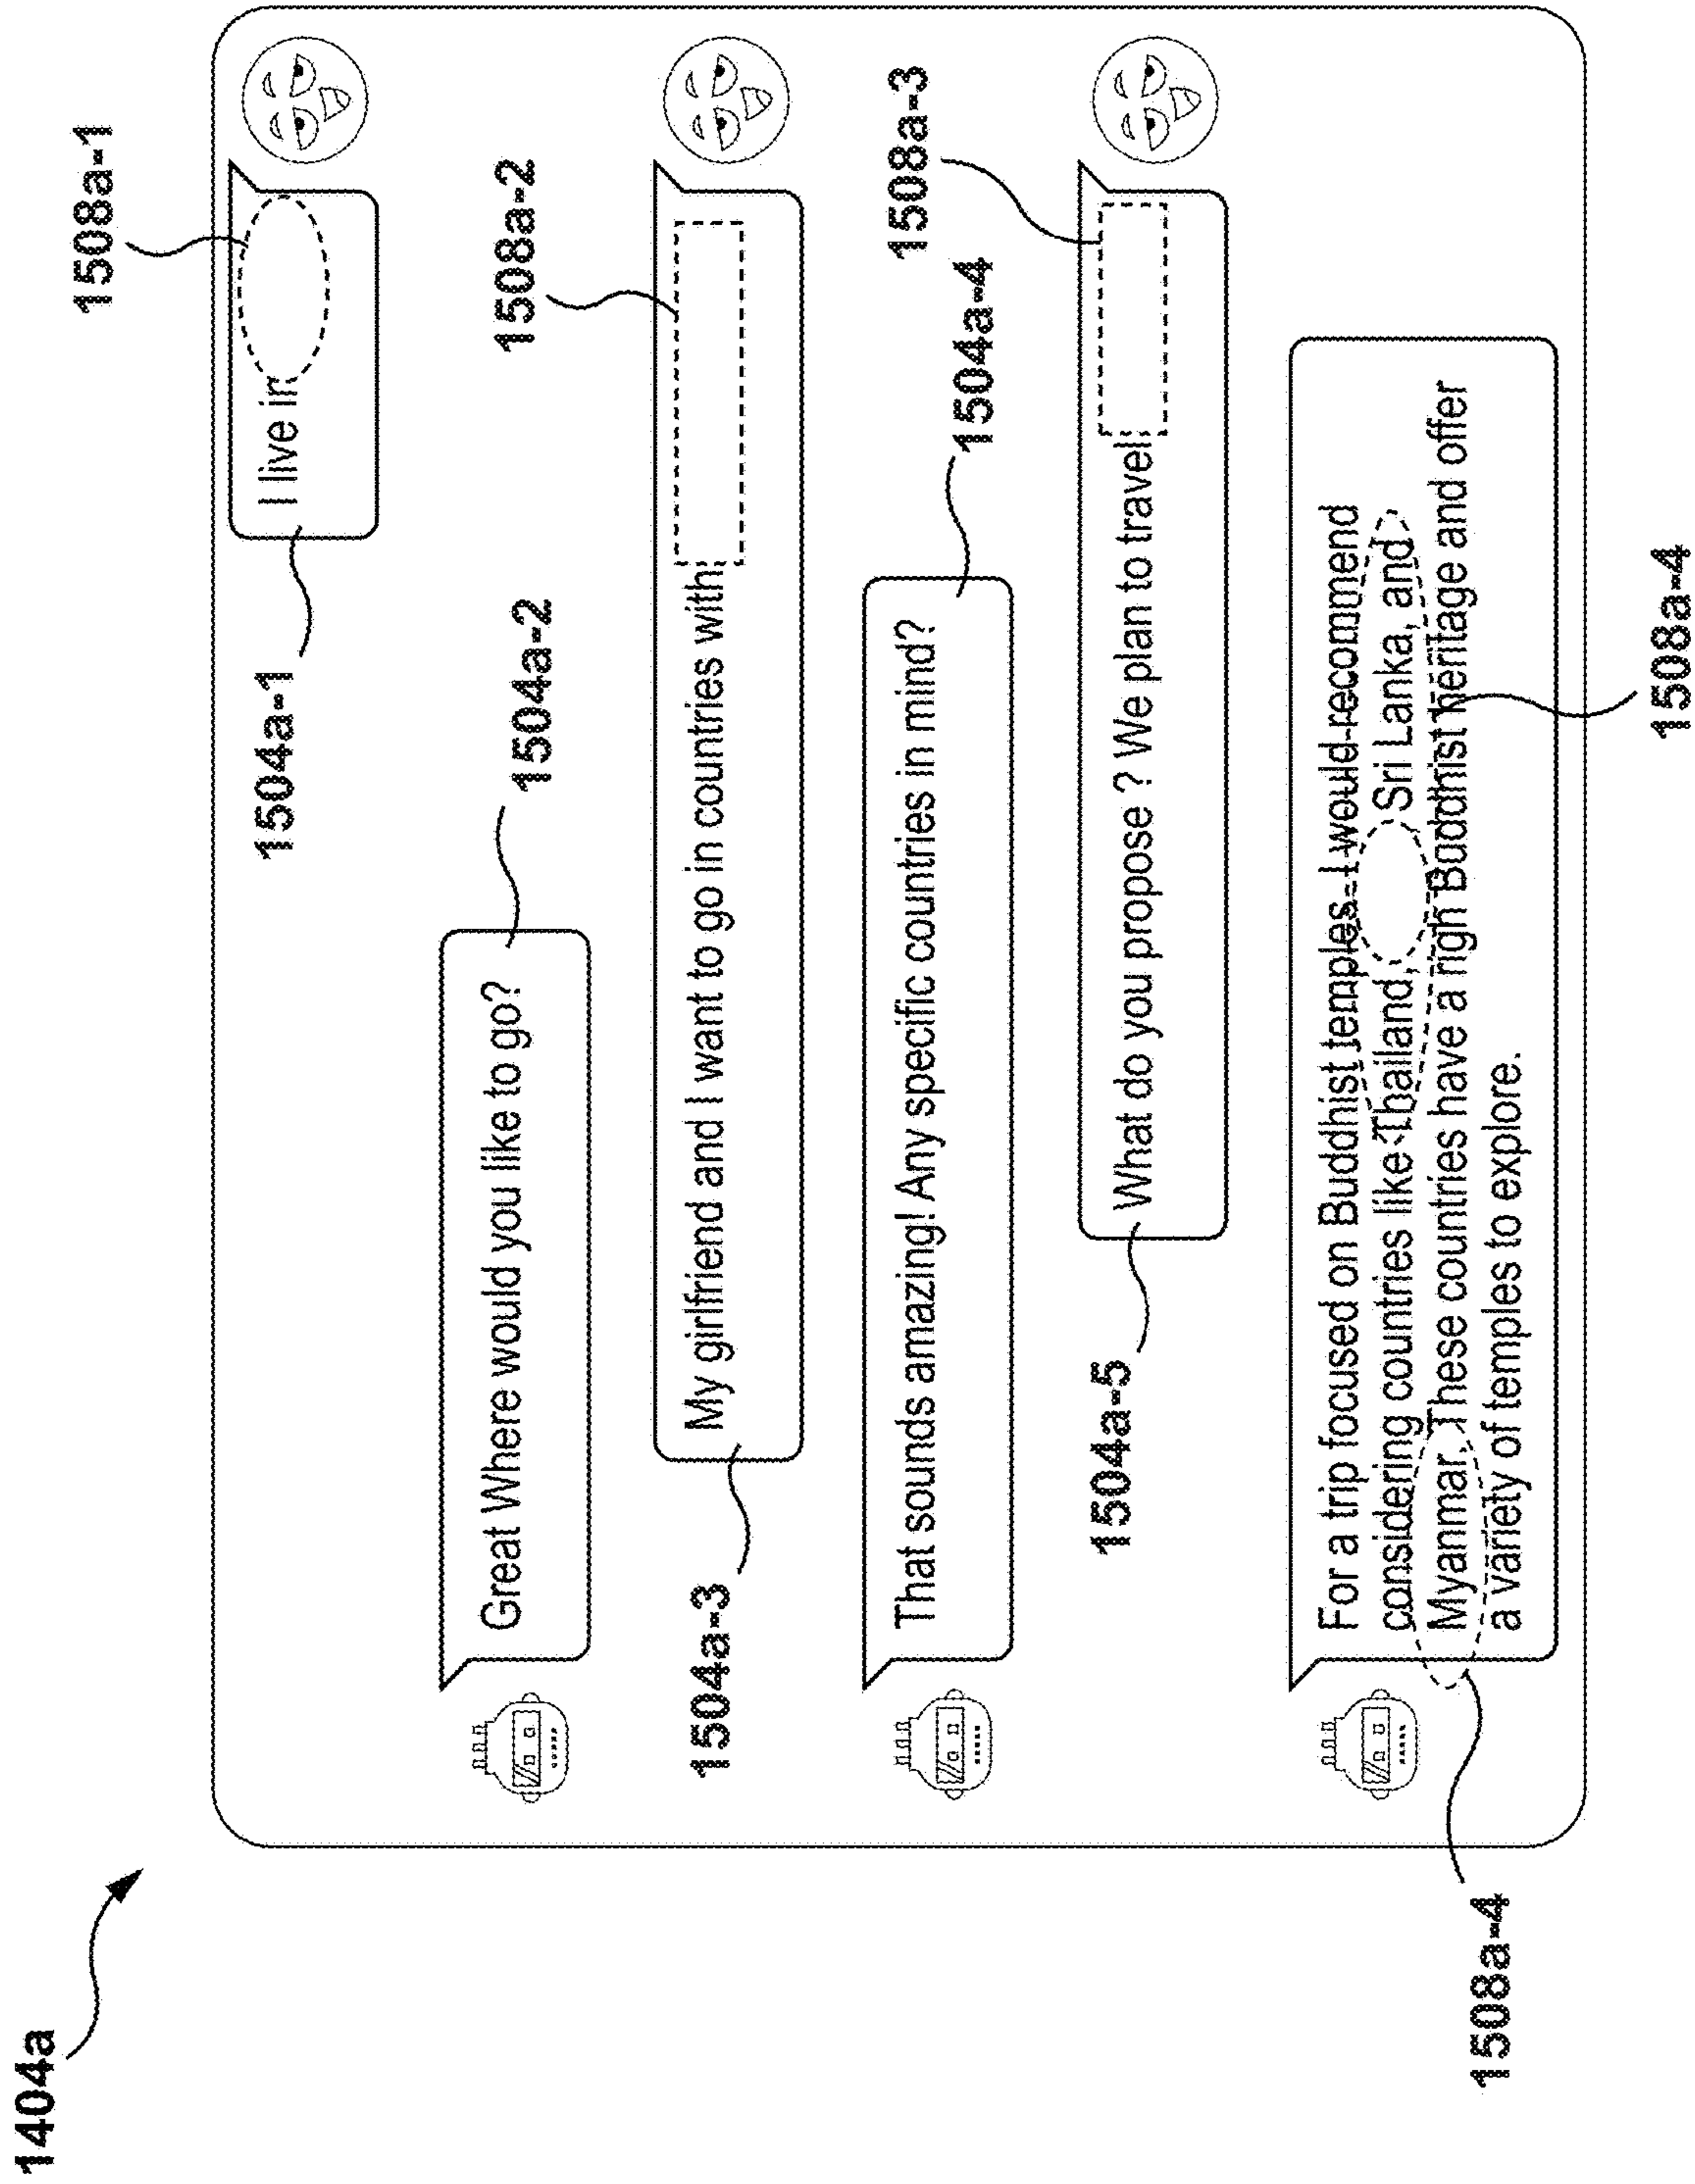 1404a
1508a-1
I live in
1504a-1
1504a-2
Great Where would you like to go?
1508a-2
My girlfriend and I want to go in countries with
1504a-3
1504a-4
That sounds amazing! Any specific countries in mind?
1508a-3
What do you propose ? We plan to travel
1504a-5
For a trip focused on Buddhist temples I would recommend
considering countries like Thailand, Sri Lanka, and
Myanmar. These countries have a righ Buddhist heritage and offer
a variety of temples to explore.
1508a-4
1508a-4